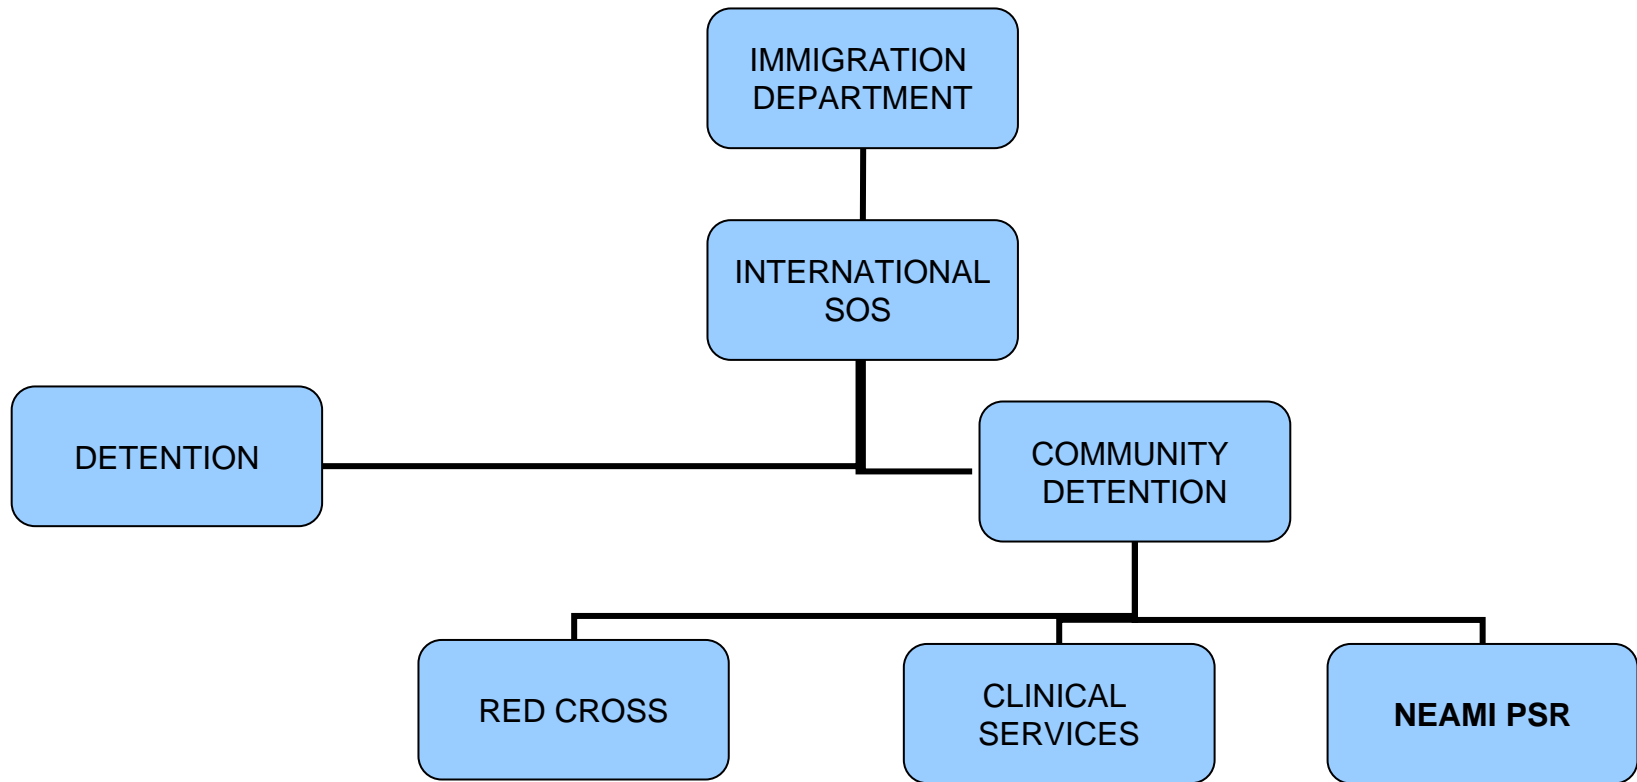 IMMIGRATION
DEPARTMENT
INTERNATIONAL
SOS
DETENTION
COMMUNITY
DETENTION
RED CROSS
CLINICAL
SERVICES
NEAMI PSR